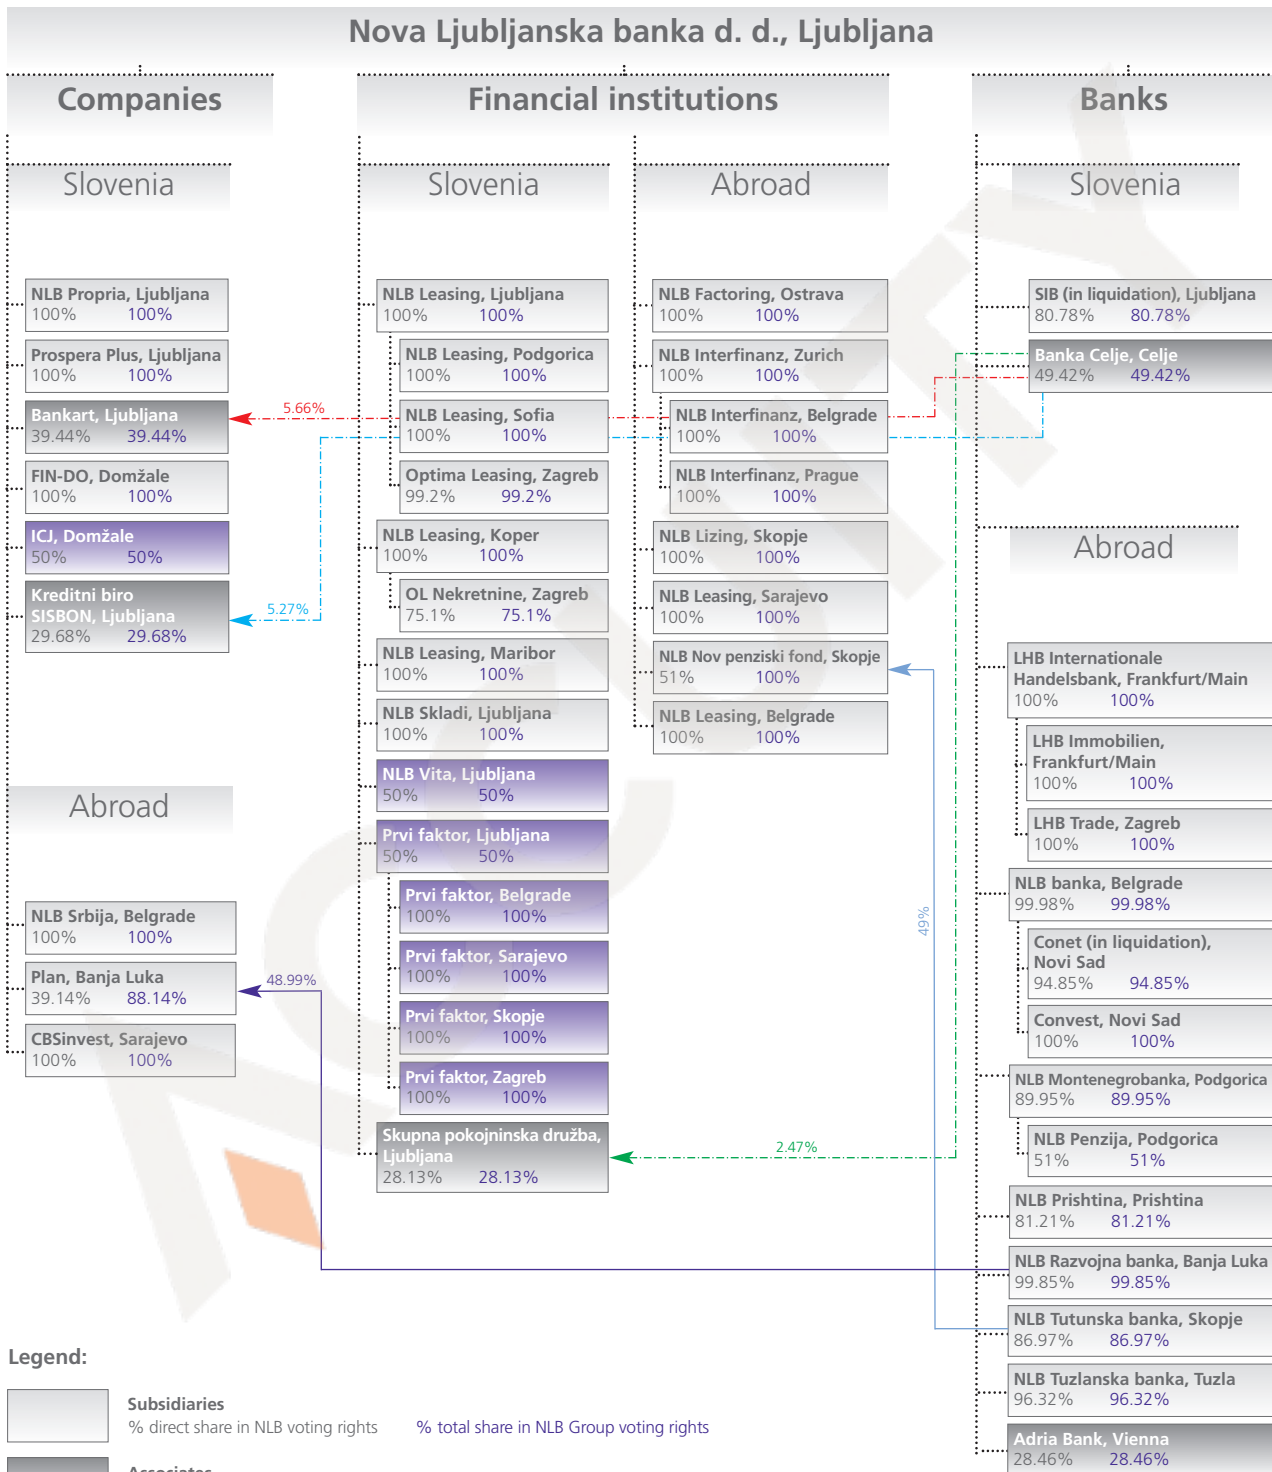 Nova Ljubljanska banka d. d., Ljubljana
Companies
Slovenia
NLB Propria, Ljubljana
100% 100%
Prospera Plus, Ljubljana
100% 100%
Bankart, Ljubljana
39.44% 39.44%
FIN-DO, Domžale
100% 100%
ICJ, Domžale
50% 50%
Kreditni biro
SISBON, Ljubljana
29.68% 29.68%
5.66%
5.27%
Abroad
NLB Srbija, Belgrade
100% 100%
Plan, Banja Luka
39.14% 88.14%
48.99%
CBSinvest, Sarajevo
100% 100%
Financial institutions
Slovenia
NLB Leasing, Ljubljana
100% 100%
NLB Leasing, Podgorica
100% 100%
NLB Leasing, Sofia
100% 100%
Optima Leasing, Zagreb
99.2% 99.2%
NLB Leasing, Koper
100% 100%
OL Nekretnine, Zagreb
75.1% 75.1%
NLB Leasing, Maribor
100% 100%
NLB Skladi, Ljubljana
100% 100%
NLB Vita, Ljubljana
50% 50%
Prvi faktor, Ljubljana
50% 50%
Prvi faktor, Belgrade
100% 100%
Prvi faktor, Sarajevo
100% 100%
Prvi faktor, Skopje
100% 100%
Prvi faktor, Zagreb
100% 100%
Skupna pokojninska družba,
Ljubljana
28.13% 28.13%
2.47%
Abroad
NLB Factoring, Ostrava
100% 100%
NLB Interfinanz, Zurich
100% 100%
NLB Interfinanz, Belgrade
100% 100%
NLB Interfinanz, Prague
100% 100%
NLB Lizing, Skopje
100% 100%
NLB Leasing, Sarajevo
100% 100%
NLB Nov penziski fond, Skopje
51% 100%
NLB Leasing, Belgrade
100% 100%
49%
Banks
Slovenia
SIB (in liquidation), Ljubljana
80.78% 80.78%
Banka Celje, Celje
49.42% 49.42%
Abroad
LHB Internationale
Handelsbank, Frankfurt/Main
100% 100%
LHB Immobilien,
Frankfurt/Main
100% 100%
LHB Trade, Zagreb
100% 100%
NLB banka, Belgrade
99.98% 99.98%
Conet (in liquidation),
Novi Sad
94.85% 94.85%
Convest, Novi Sad
100% 100%
NLB Montenegrobanka, Podgorica
89.95% 89.95%
NLB Penzija, Podgorica
51% 51%
NLB Prishtina, Prishtina
81.21% 81.21%
NLB Razvojna banka, Banja Luka
99.85% 99.85%
NLB Tutunska banka, Skopje
86.97% 86.97%
NLB Tuzlanska banka, Tuzla
96.32% 96.32%
Adria Bank, Vienna
28.46% 28.46%
Legend:
Subsidiaries
% direct share in NLB voting rights % total share in NLB Group voting rights
Associates
ACCUITY